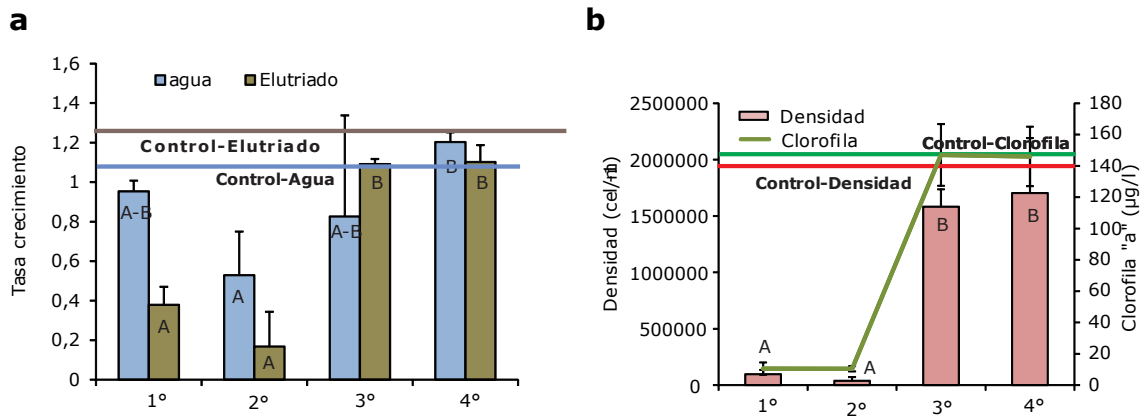 a
1,6
1,4
1,2
1
0,8
0,6
0,4
0,2
0
Tasa crecimiento
agua
Elutriado
Control-Elutriado
Control-Agua
A-B
A
A
A
A-B
B
B
B
1°
2°
3°
4°
b
2500000
2000000
1500000
1000000
500000
0
Densidad (cel/ml)
Densidad
Clorofila
Control-Clorofila
Control-Densidad
A
A
B
B
1°
2°
3°
4°
180
160
140
120
100
80
60
40
20
0
Clorofila "a" (µg/l)